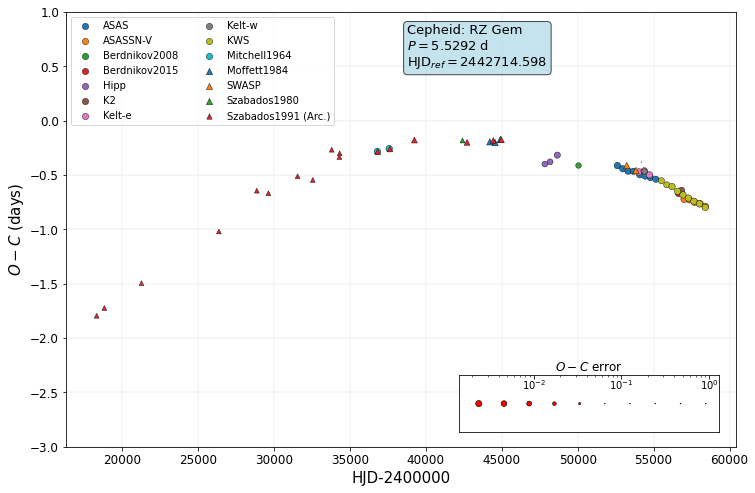 ASAS
ASASSN-V
Berdnikov2008
Berdnikov2015
Hipp
K2
Kelt-e
Kelt-w
KWS
Mitchell1964
Moffett1984
SWASP
Szabados1980
Szabados1991 (Arc.)
Cepheid: RZ Gem
P = 5.5292 d
HJD_ref = 2442714.598
1.0
0.5
0.0
−0.5
−1.0
−1.5
−2.0
−2.5
−3.0
O − C (days)
O − C error
10⁻² 10⁻¹ 10⁰
20000 25000 30000 35000 40000 45000 50000 55000 60000
HJD-2400000